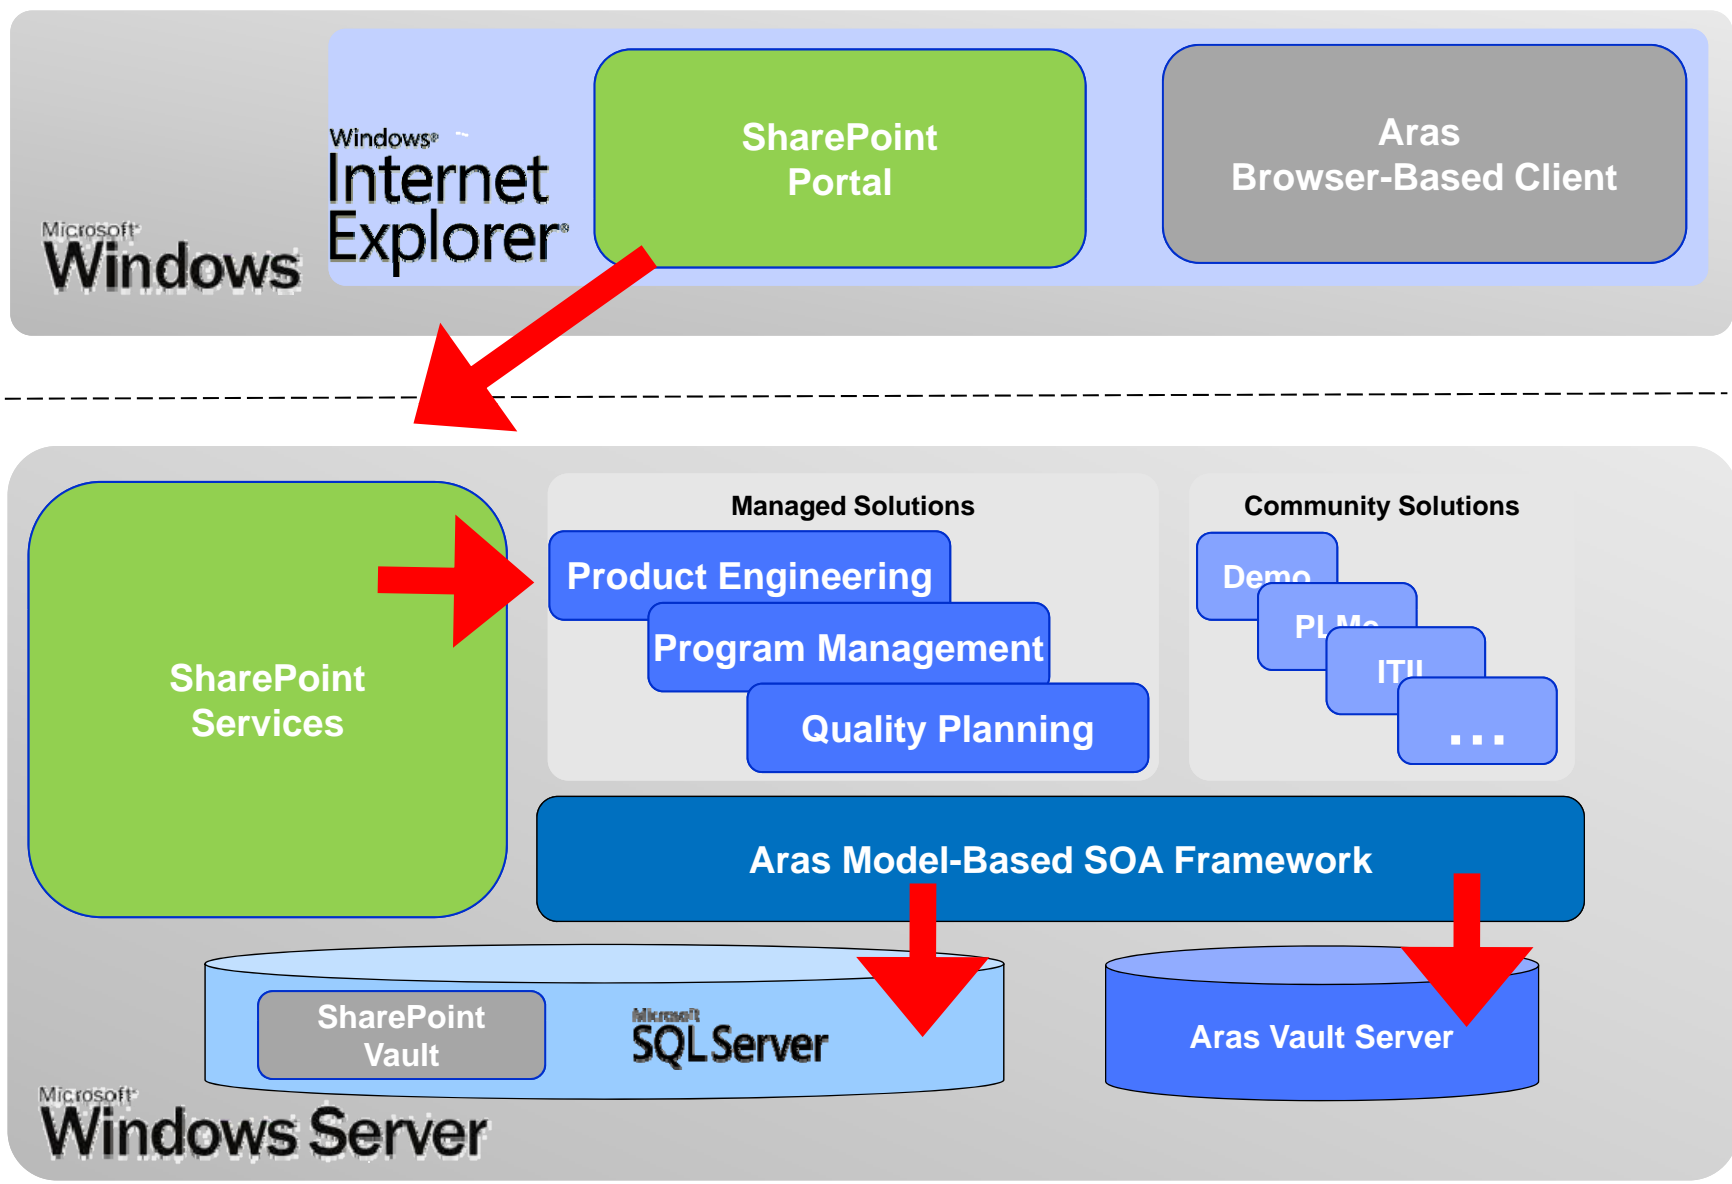 SharePoint
Portal
Aras
Browser-Based Client
Windows®
Internet
Explorer®
Microsoft®
Windows
Managed Solutions
Community Solutions
Product Engineering
Program Management
Quality Planning
Demo
ITIL
...
SharePoint
Services
Aras Model-Based SOA Framework
SharePoint
Vault
Microsoft
SQL Server
Aras Vault Server
Microsoft®
Windows Server